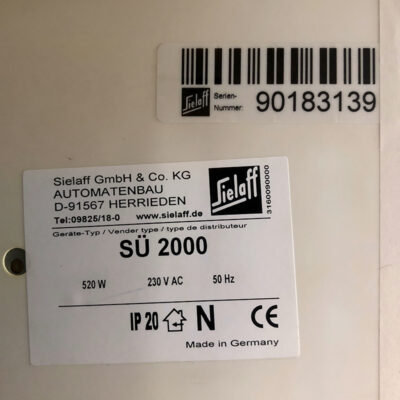 Sielaff
Serien-
Nummer:
90183139
Sielaff GmbH & Co. KG
AUTOMATENBAU
D-91567 HERRIEDEN
Tel:09825/18-0 www.sielaff.de
Sielaff
3160090000
Geräte-Typ / Vender type / type de distributeur
SÜ 2000
520 W 230 V AC 50 Hz
IP 20 N CE
Made in Germany